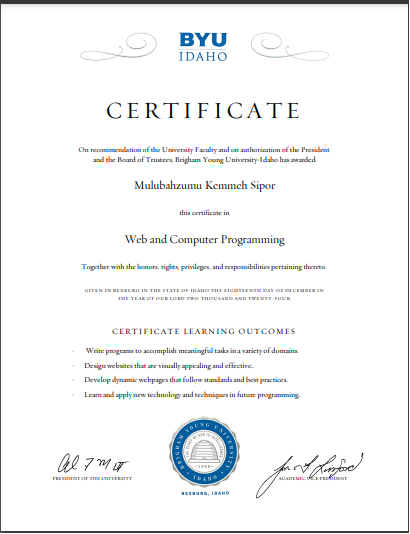 BYU
IDAHO
CERTIFICATE
On recommendation of the University Faculty and on authorization of the President
and the Board of Trustees, Brigham Young University-Idaho has awarded
Mulubahzumu Kemmeh Sipor
this certificate in
Web and Computer Programming
Together with the honors, rights, privileges, and responsibilities pertaining thereto.
GIVEN IN REXBURG IN THE STATE OF IDAHO THE EIGHTEENTH DAY OF DECEMBER IN
THE YEAR OF OUR LORD TWO THOUSAND AND TWENTY-FOUR.
CERTIFICATE LEARNING OUTCOMES
· Write programs to accomplish meaningful tasks in a variety of domains.
· Design websites that are visually appealing and effective.
· Develop dynamic webpages that follow standards and best practices.
· Learn and apply new technology and techniques in future programming.
BRIGHAM YOUNG UNIVERSITY
IDAHO
1888
REXBURG, IDAHO
PRESIDENT OF THE UNIVERSITY
ACADEMIC VICE PRESIDENT